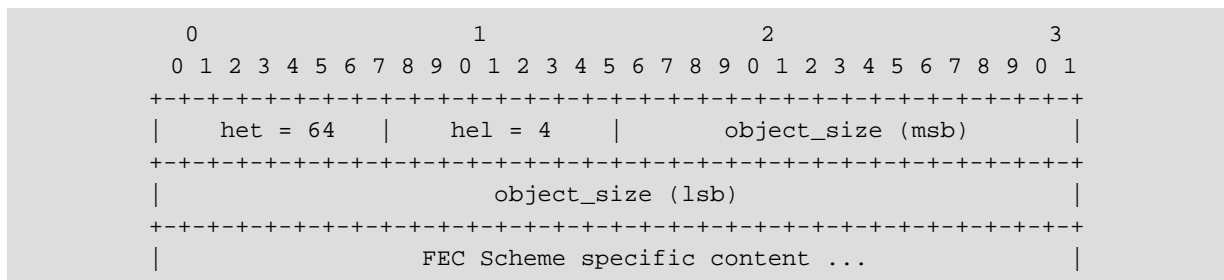 0                   1                   2                   3
  0 1 2 3 4 5 6 7 8 9 0 1 2 3 4 5 6 7 8 9 0 1 2 3 4 5 6 7 8 9 0 1
 +-+-+-+-+-+-+-+-+-+-+-+-+-+-+-+-+-+-+-+-+-+-+-+-+-+-+-+-+-+-+-+-+
 |    het = 64   |    hel = 4    |       object_size (msb)       |
 +-+-+-+-+-+-+-+-+-+-+-+-+-+-+-+-+-+-+-+-+-+-+-+-+-+-+-+-+-+-+-+-+
 |                       object_size (lsb)                       |
 +-+-+-+-+-+-+-+-+-+-+-+-+-+-+-+-+-+-+-+-+-+-+-+-+-+-+-+-+-+-+-+-+
 |                  FEC Scheme specific content ...              |